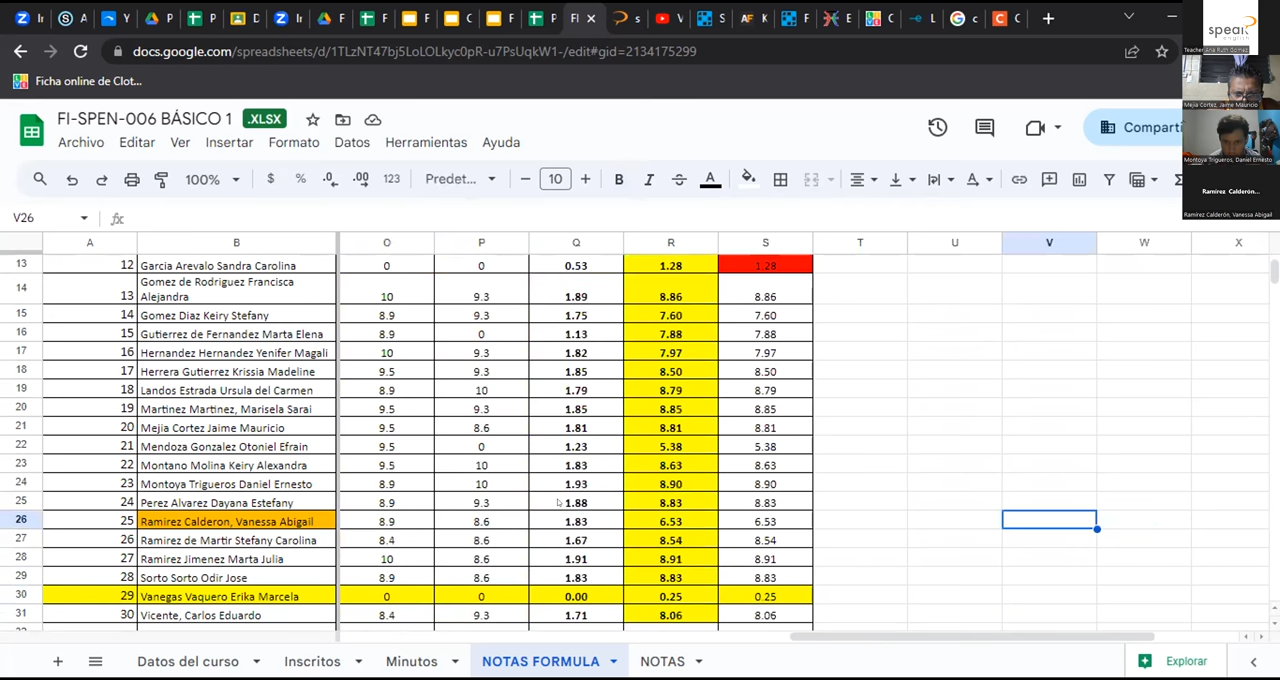 Ir
A
Y
P
P
D
Ir
F
F
F
C
F
P
FI
s
V
S
K
S
E
C
L
c
C
docs.google.com/spreadsheets/d/1TLzNT47bj5LoLOLkyc0pR-u7PsUqkW1-/edit#gid=2134175299
Ficha online de Clot...
FI-SPEN-006 BÁSICO 1 .XLSX
Archivo Editar Ver Insertar Formato Datos Herramientas Ayuda
Comparti
100% $ % .0 .00 123 Predet... − 10 + B I A
V26 fx
A B O P Q R S T U V W X
13 12 Garcia Arevalo Sandra Carolina 0 0 0.53 1.28 1.28
14 13 Gomez de Rodriguez Francisca Alejandra 10 9.3 1.89 8.86 8.86
15 14 Gomez Diaz Keiry Stefany 8.9 9.3 1.75 7.60 7.60
16 15 Gutierrez de Fernandez Marta Elena 8.9 0 1.13 7.88 7.88
17 16 Hernandez Hernandez Yenifer Magali 10 9.3 1.82 7.97 7.97
18 17 Herrera Gutierrez Krissia Madeline 9.5 9.3 1.85 8.50 8.50
19 18 Landos Estrada Ursula del Carmen 8.9 10 1.79 8.79 8.79
20 19 Martinez Martinez, Marisela Sarai 9.5 9.3 1.85 8.85 8.85
21 20 Mejia Cortez Jaime Mauricio 9.5 8.6 1.81 8.81 8.81
22 21 Mendoza Gonzalez Otoniel Efrain 9.5 0 1.23 5.38 5.38
23 22 Montano Molina Keiry Alexandra 9.5 10 1.83 8.63 8.63
24 23 Montoya Trigueros Daniel Ernesto 8.9 10 1.93 8.90 8.90
25 24 Perez Alvarez Dayana Estefany 8.9 9.3 1.88 8.83 8.83
26 25 Ramirez Calderon, Vanessa Abigail 8.9 8.6 1.83 6.53 6.53
27 26 Ramirez de Martir Stefany Carolina 8.4 8.6 1.67 8.54 8.54
28 27 Ramirez Jimenez Marta Julia 10 8.6 1.91 8.91 8.91
29 28 Sorto Sorto Odir Jose 8.9 8.6 1.83 8.83 8.83
30 29 Vanegas Vaquero Erika Marcela 0 0 0.00 0.25 0.25
31 30 Vicente, Carlos Eduardo 8.4 9.3 1.71 8.06 8.06
+ Datos del curso Inscritos Minutos NOTAS FORMULA NOTAS Explorar
speak
english
Teacher Ana Ruth Gomez
Mejia Cortez, Jaime Mauricio
Montoya Trigueros, Daniel Ernesto
Ramírez Calderón...
Ramírez Calderón, Vanessa Abigail